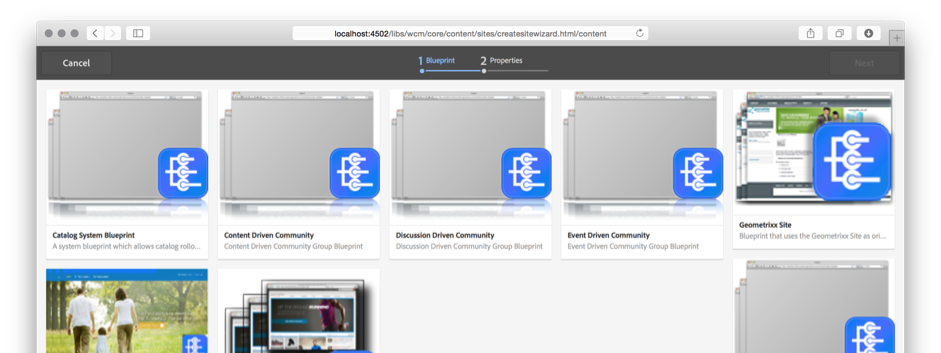 localhost:4502/libs/wcm/core/content/sites/createsitewizard.html/content
Cancel
1 Blueprint
2 Properties
Next
Catalog System Blueprint
A system blueprint which allows catalog rollo...
Content Driven Community
Content Driven Community Group Blueprint
Discussion Driven Community
Discussion Driven Community Group Blueprint
Event Driven Community
Event Driven Community Group Blueprint
Geometrixx Site
Blueprint that uses the Geometrixx Site as ori...